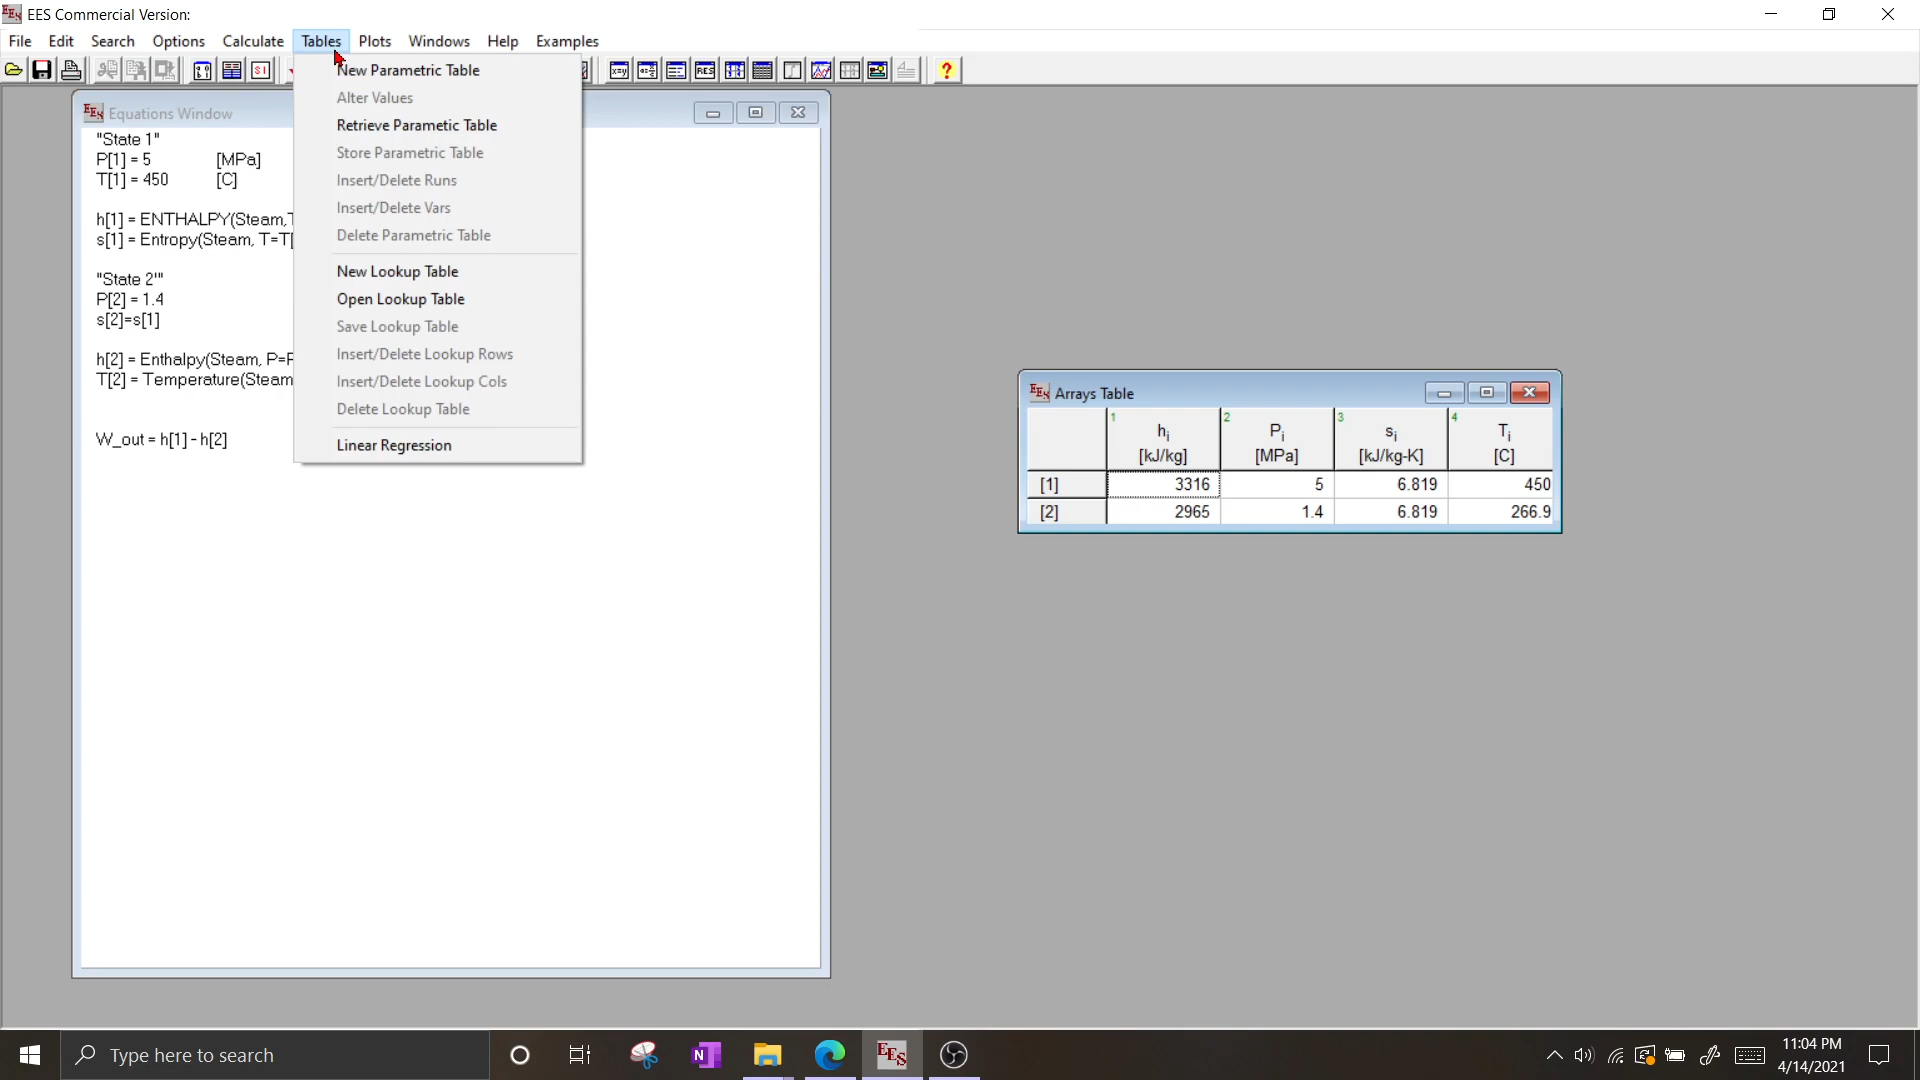 EES Commercial Version:
File Edit Search Options Calculate Tables Plots Windows Help Examples
New Parametric Table
Alter Values
Retrieve Parametic Table
Store Parametric Table
Insert/Delete Runs
Insert/Delete Vars
Delete Parametric Table
New Lookup Table
Open Lookup Table
Save Lookup Table
Insert/Delete Lookup Rows
Insert/Delete Lookup Cols
Delete Lookup Table
Linear Regression
EES Equations Window
"State 1"
P[1] = 5 [MPa]
T[1] = 450 [C]
h[1] = ENTHALPY(Steam,T
s[1] = Entropy(Steam, T=T[
"State 2'"
P[2] = 1.4
s[2]=s[1]
h[2] = Enthalpy(Steam, P=P
T[2] = Temperature(Steam
W_out = h[1] - h[2]
EES Arrays Table
1 2 3 4
hi Pi si Ti
[kJ/kg] [MPa] [kJ/kg-K] [C]
[1] 3316 5 6.819 450
[2] 2965 1.4 6.819 266.9
Type here to search
11:04 PM
4/14/2021